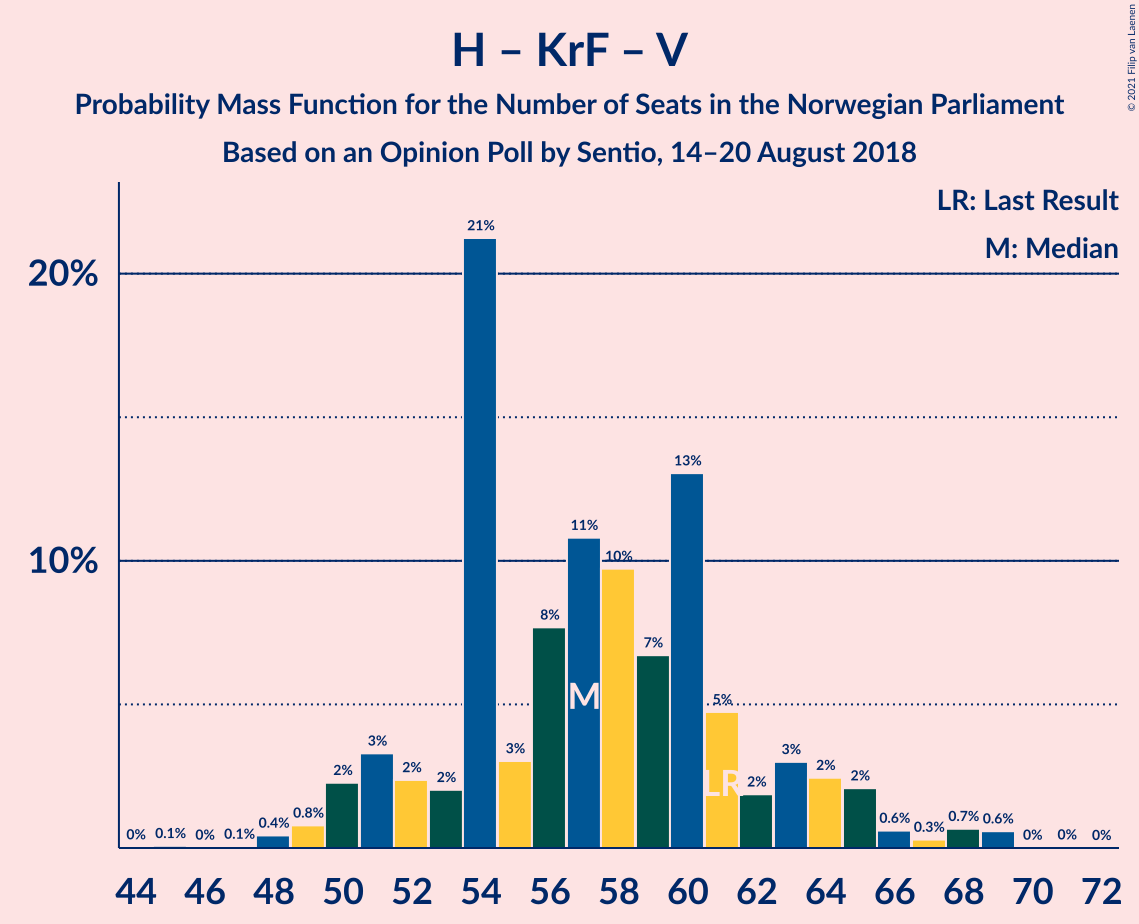 © 2021 Filip van Laenen
H – KrF – V
Probability Mass Function for the Number of Seats in the Norwegian Parliament
Based on an Opinion Poll by Sentio, 14–20 August 2018
LR: Last Result
M: Median
20%
10%
0% 0.1% 0% 0.1% 0.4% 0.8% 2% 3% 2% 2% 21% 3% 8% 11% 10% 7% 13% 5% 2% 3% 2% 2% 0.6% 0.3% 0.7% 0.6% 0% 0% 0%
M
LR
44 46 48 50 52 54 56 58 60 62 64 66 68 70 72